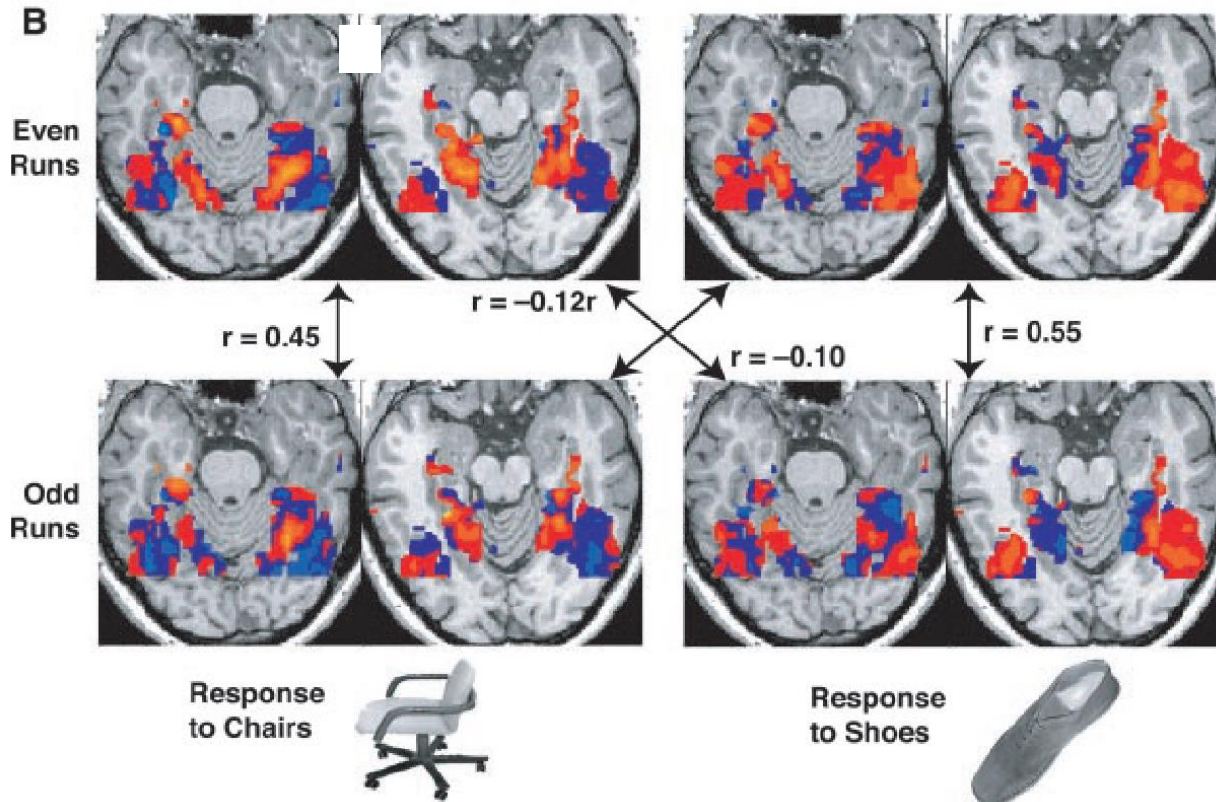 B
Even
Runs
r = 0.45
r = –0.12r
r = –0.10
r = 0.55
Odd
Runs
Response
to Chairs
Response
to Shoes